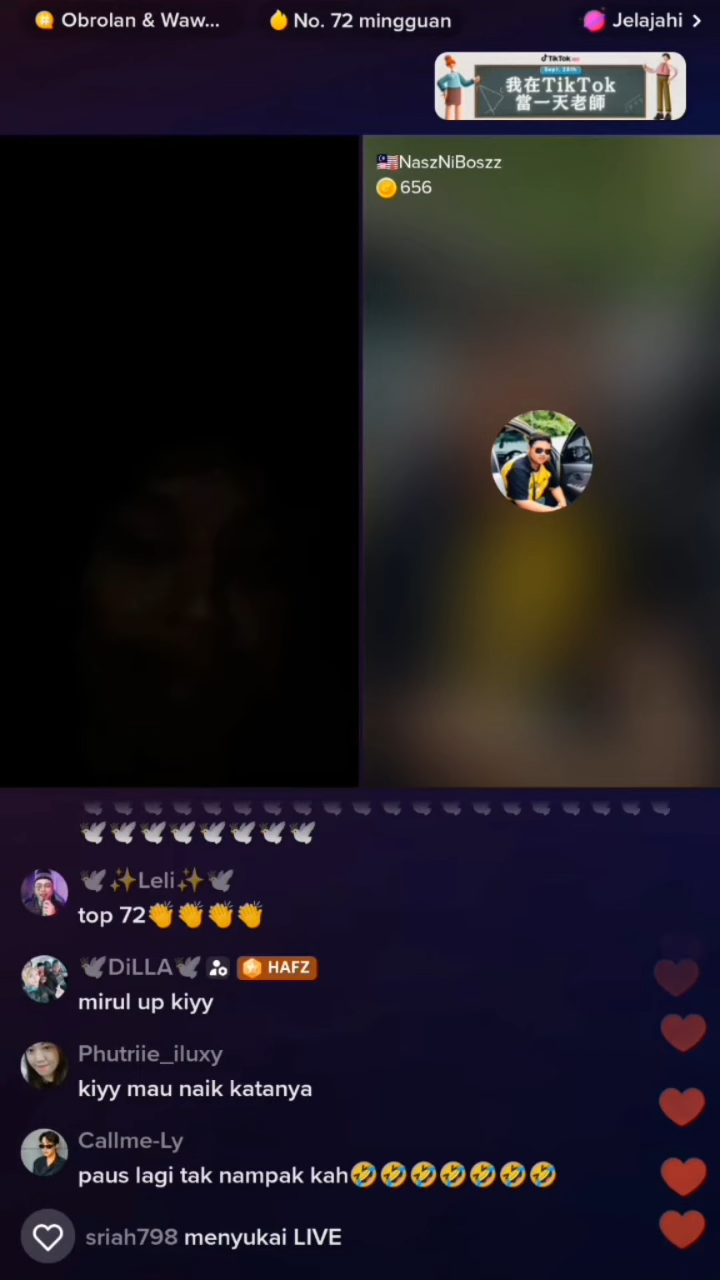 Obrolan & Waw...
No. 72 mingguan
Jelajahi
TikTok
Sept. 28th
我在TikTok
當一天老師
🇲🇾NaszNiBoszz
656
🕊🕊🕊🕊🕊🕊🕊🕊
🕊✨Leli✨🕊
top 72👏👏👏👏
🕊DiLLA🕊 HAFZ
mirul up kiyy
Phutriie_iluxy
kiyy mau naik katanya
Callme-Ly
paus lagi tak nampak kah🤣🤣🤣🤣🤣🤣🤣
sriah798 menyukai LIVE